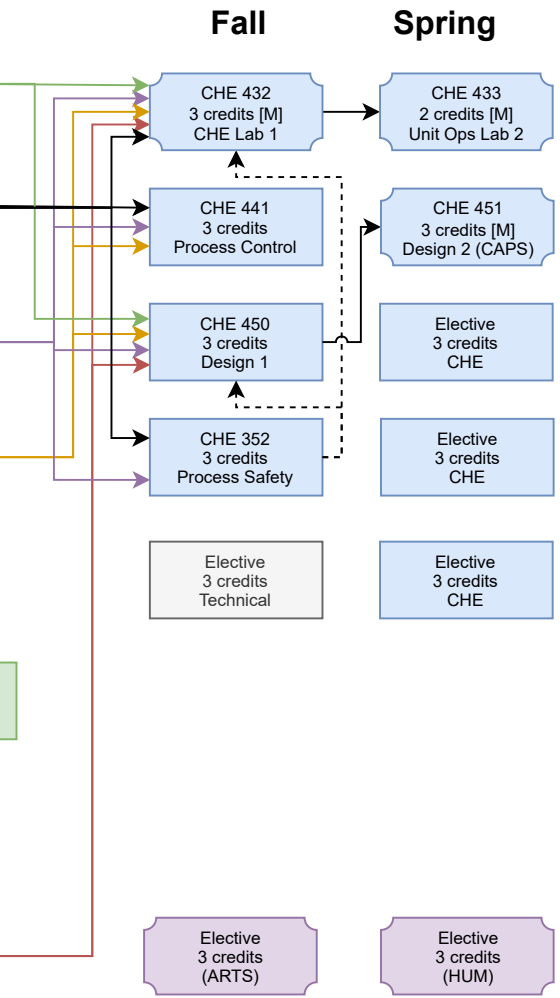 Fall
Spring
CHE 432
3 credits [M]
CHE Lab 1
CHE 433
2 credits [M]
Unit Ops Lab 2
CHE 441
3 credits
Process Control
CHE 451
3 credits [M]
Design 2 (CAPS)
CHE 450
3 credits
Design 1
Elective
3 credits
CHE
CHE 352
3 credits
Process Safety
Elective
3 credits
CHE
Elective
3 credits
Technical
Elective
3 credits
CHE
Elective
3 credits
(ARTS)
Elective
3 credits
(HUM)